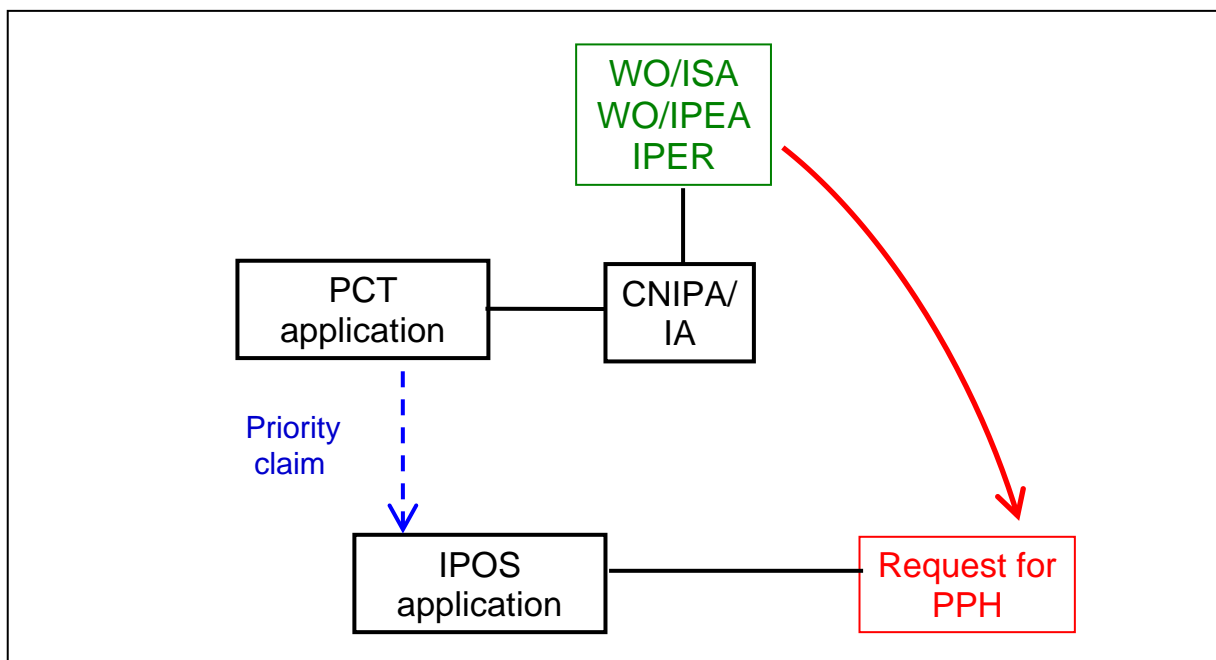 WO/ISA
WO/IPEA
IPER
PCT
application
CNIPA/
IA
Priority
claim
IPOS
application
Request for
PPH